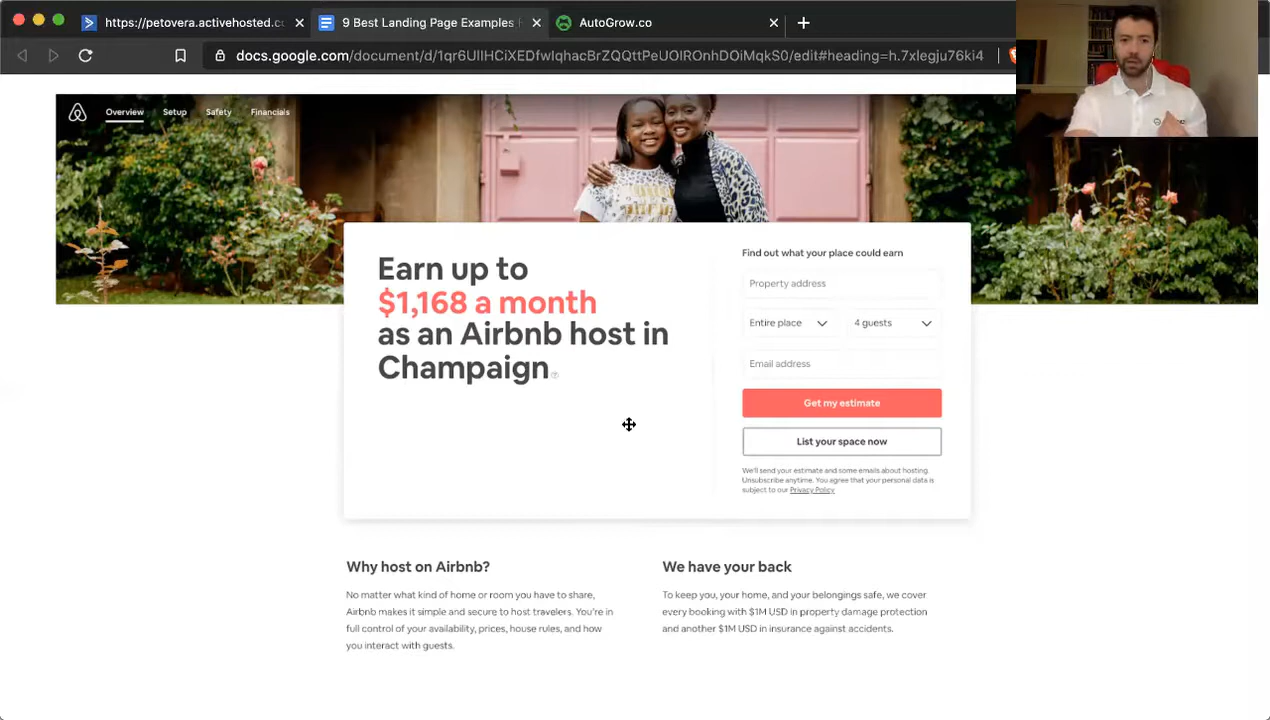 https://petovera.activehosted.c
9 Best Landing Page Examples
AutoGrow.co
docs.google.com/document/d/1qr6UlIHCiXEDfwIqhacBrZQQttPeUOIROnhDOiMqkS0/edit#heading=h.7xlegju76ki4
Overview Setup Safety Financials
Earn up to
$1,168 a month
as an Airbnb host in
Champaign
Find out what your place could earn
Property address
Entire place 4 guests
Email address
Get my estimate
List your space now
We'll send your estimate and some emails about hosting.
Unsubscribe anytime. You agree that your personal data is
subject to our Privacy Policy
Why host on Airbnb?
No matter what kind of home or room you have to share,
Airbnb makes it simple and secure to host travelers. You're in
full control of your availability, prices, house rules, and how
you interact with guests.
We have your back
To keep you, your home, and your belongings safe, we cover
every booking with $1M USD in property damage protection
and another $1M USD in insurance against accidents.